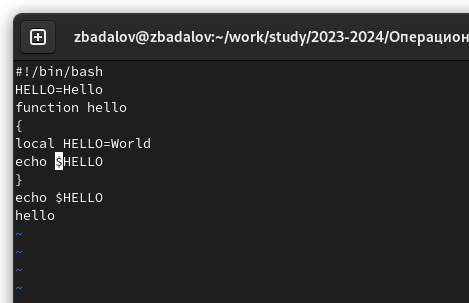 zbadalov@zbadalov:~/work/study/2023-2024/Операцион
#!/bin/bash
HELLO=Hello
function hello
{
local HELLO=World
echo $HELLO
}
echo $HELLO
hello
~
~
~
~